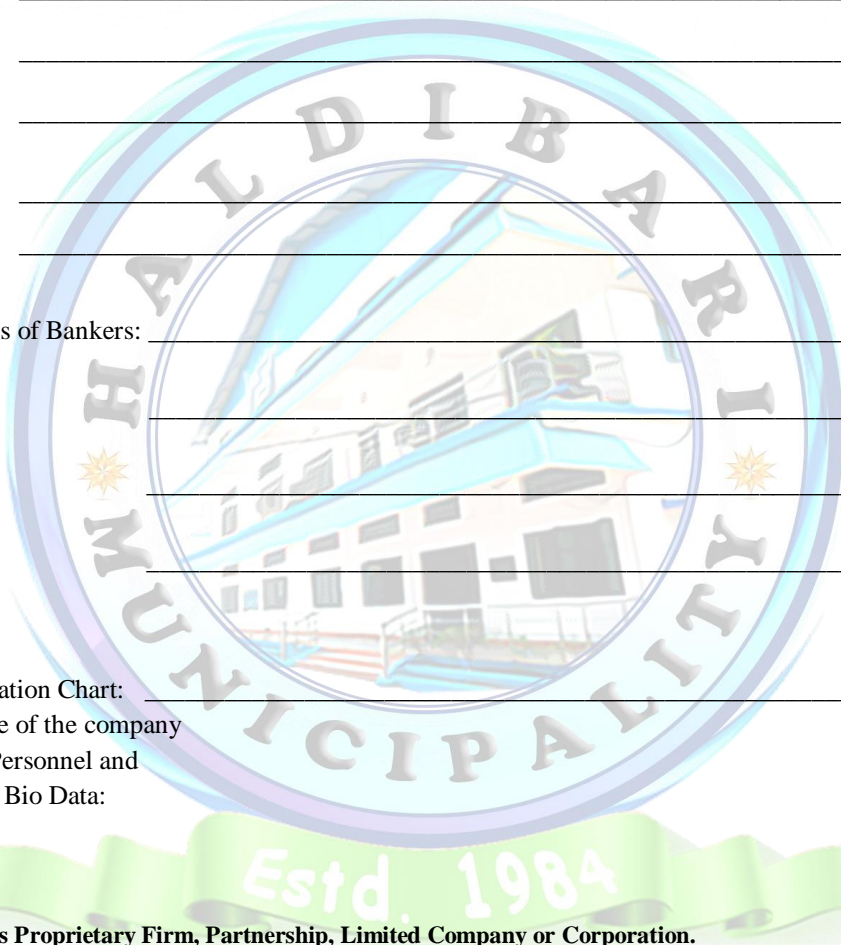 HALDIBARI
s of Bankers:
MUNICIPALITY
ation Chart:
e of the company
Personnel and
Bio Data:
Estd. 1984
s Proprietary Firm, Partnership, Limited Company or Corporation.